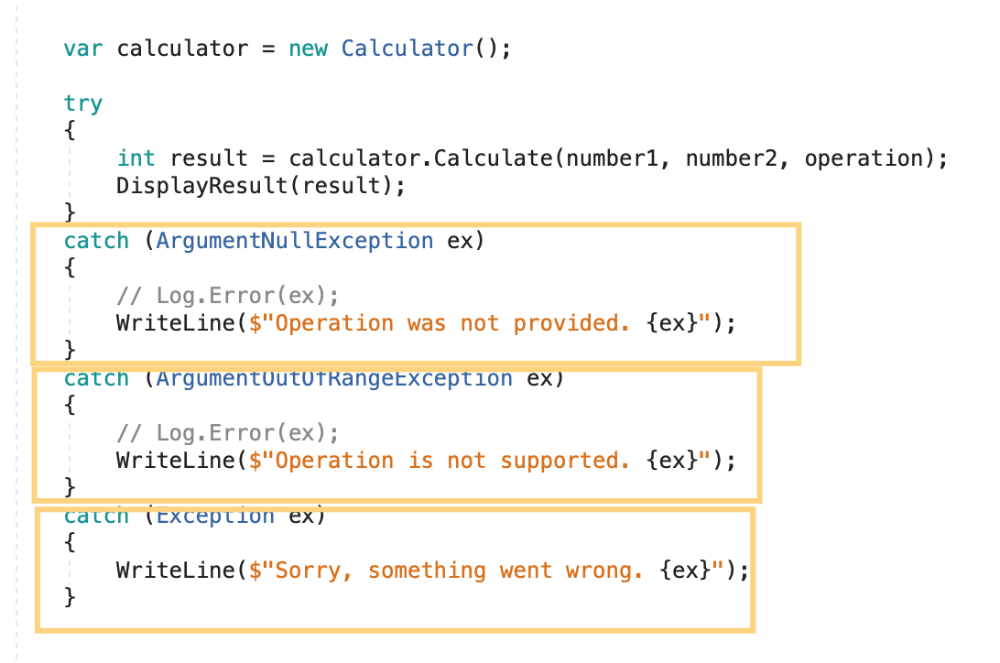 var calculator = new Calculator();
try
{
int result = calculator.Calculate(number1, number2, operation);
DisplayResult(result);
}
catch (ArgumentNullException ex)
{
// Log.Error(ex);
WriteLine($"Operation was not provided. {ex}");
}
catch (ArgumentOutOfRangeException ex)
{
// Log.Error(ex);
WriteLine($"Operation is not supported. {ex}");
}
catch (Exception ex)
{
WriteLine($"Sorry, something went wrong. {ex}");
}